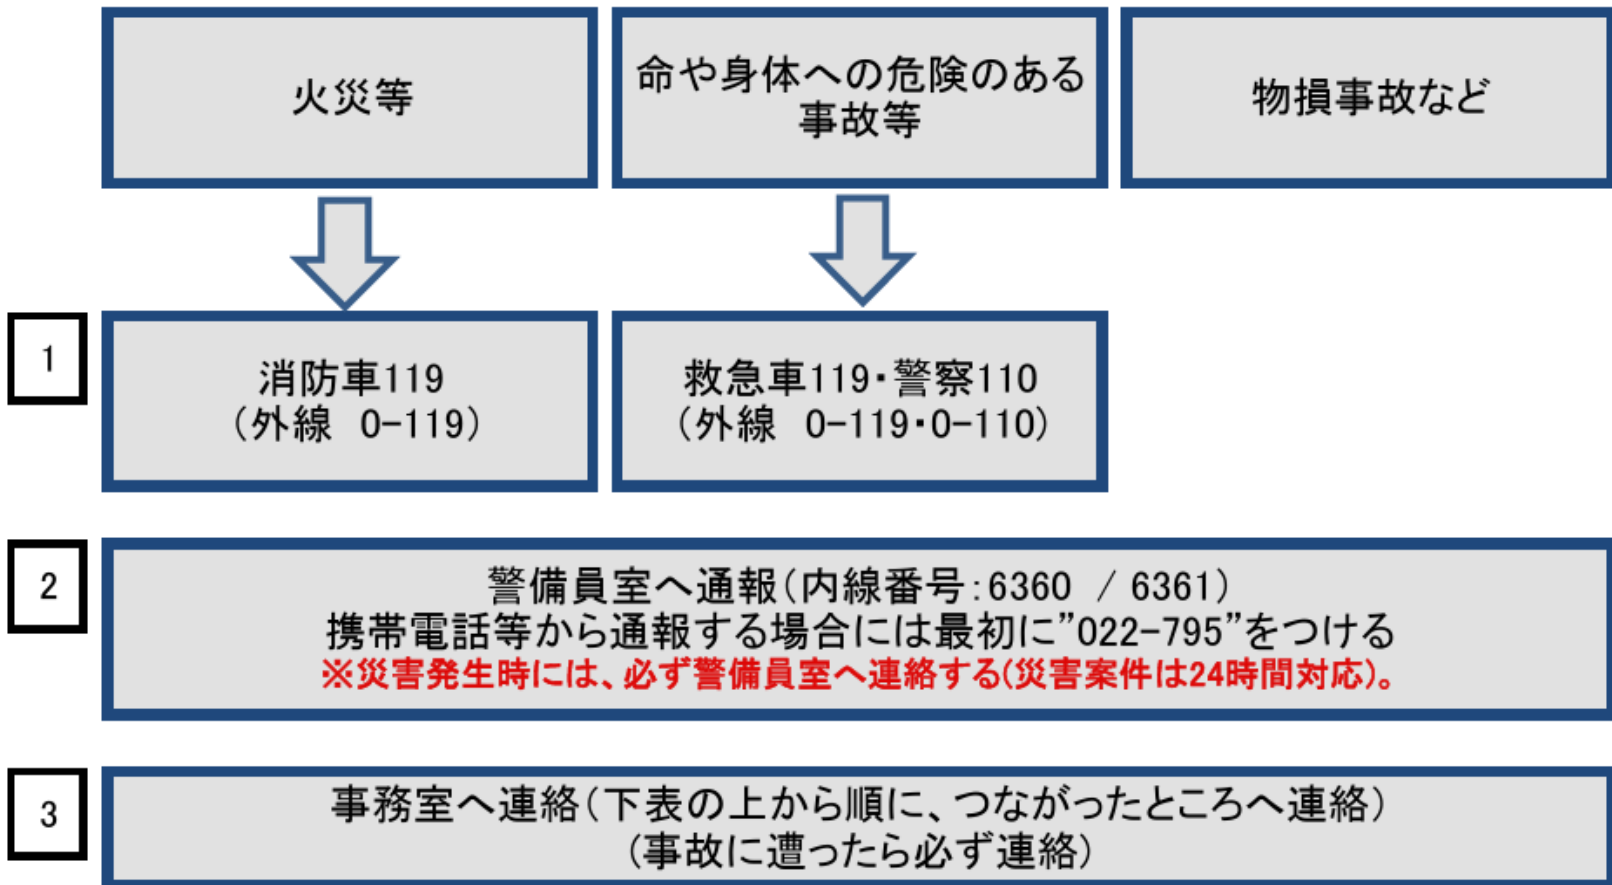 火災等
命や身体への危険のある
事故等
物損事故など
1
消防車119
(外線 0-119)
救急車119・警察110
(外線 0-119・0-110)
2
警備員室へ通報(内線番号:6360 / 6361)
携帯電話等から通報する場合には最初に”022-795”をつける
※災害発生時には、必ず警備員室へ連絡する(災害案件は24時間対応)。
3
事務室へ連絡(下表の上から順に、つながったところへ連絡)
(事故に遭ったら必ず連絡)